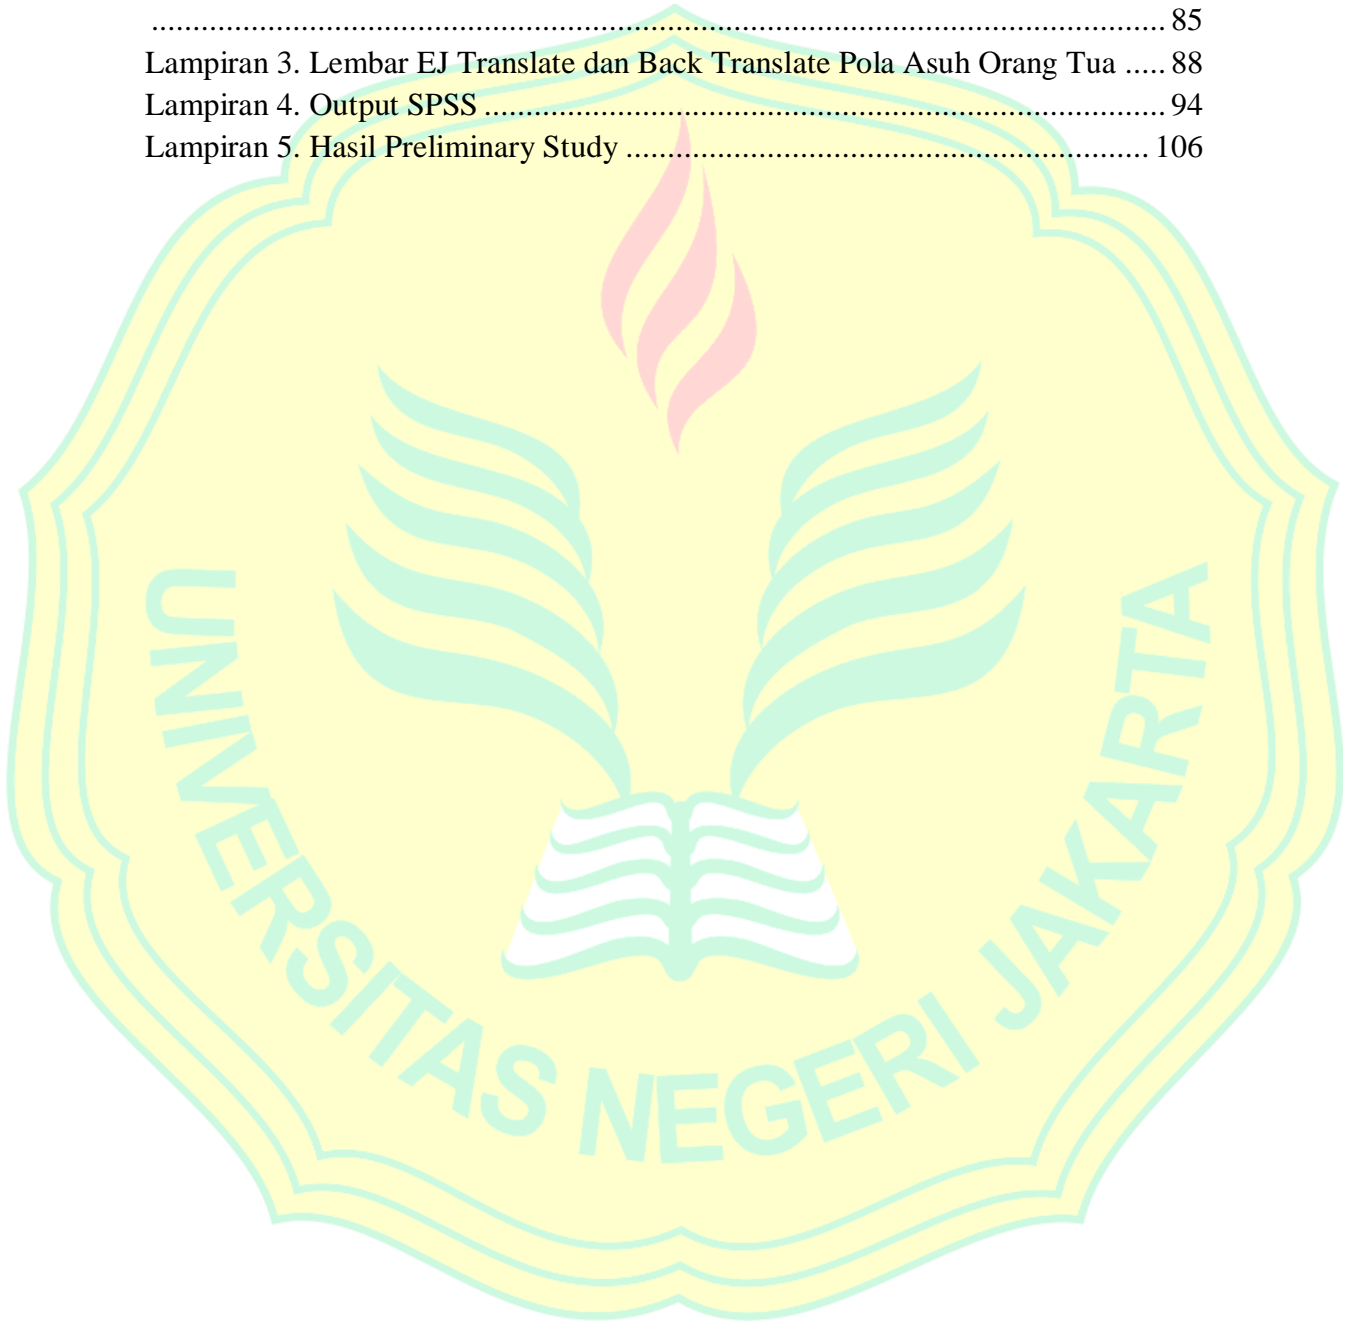 ........................................................................................................................... 85
Lampiran 3. Lembar EJ Translate dan Back Translate Pola Asuh Orang Tua ..... 88
Lampiran 4. Output SPSS ................................................................................... 94
Lampiran 5. Hasil Preliminary Study ................................................................ 106
UNIVERSITAS NEGERI JAKARTA